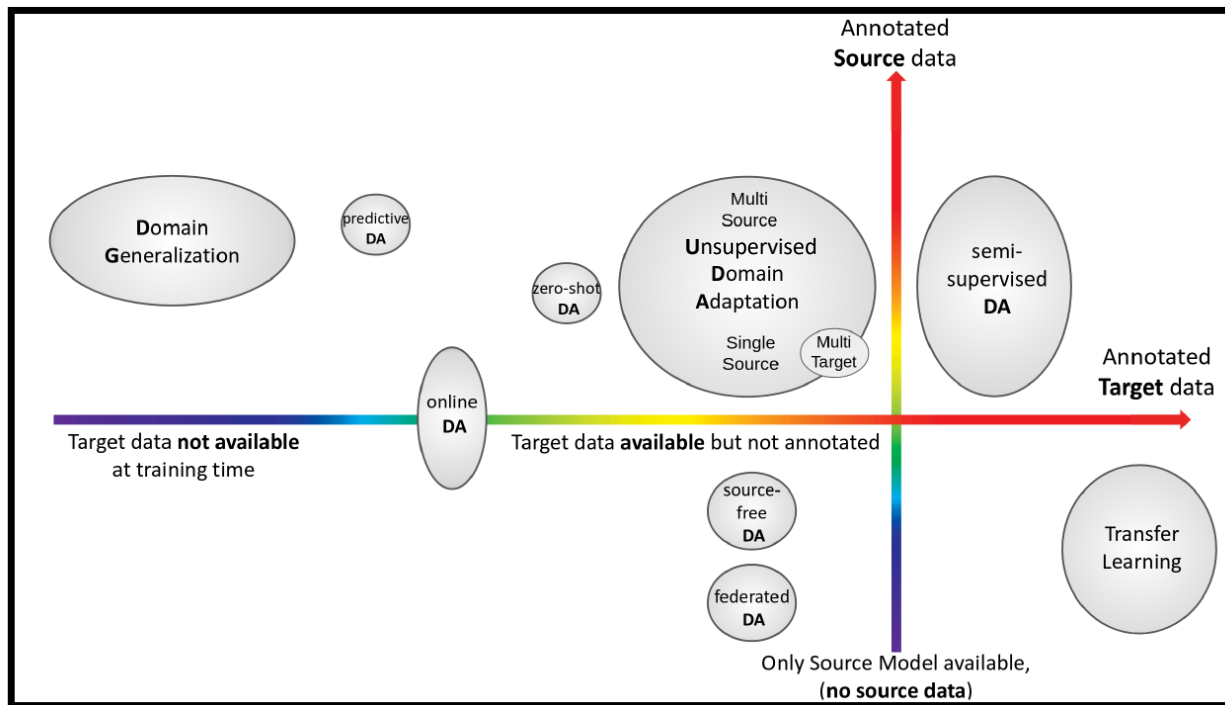 Annotated
Source data
Domain
Generalization
predictive
DA
zero-shot
DA
Multi
Source
Unsupervised
Domain
Adaptation
Single
Source
Multi
Target
semi-
supervised
DA
Annotated
Target data
online
DA
Target data not available
at training time
Target data available but not annotated
source-
free
DA
federated
DA
Transfer
Learning
Only Source Model available,
(no source data)